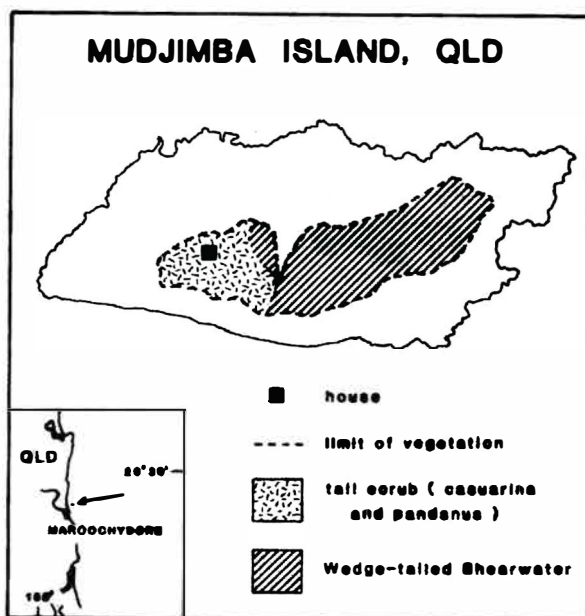 MUDJIMBA ISLAND, QLD
house
limit of vegetation
tall scrub ( casuarina
and pandanus )
Wedge-tailed Shearwater
QLD
MAROOCHYDORE